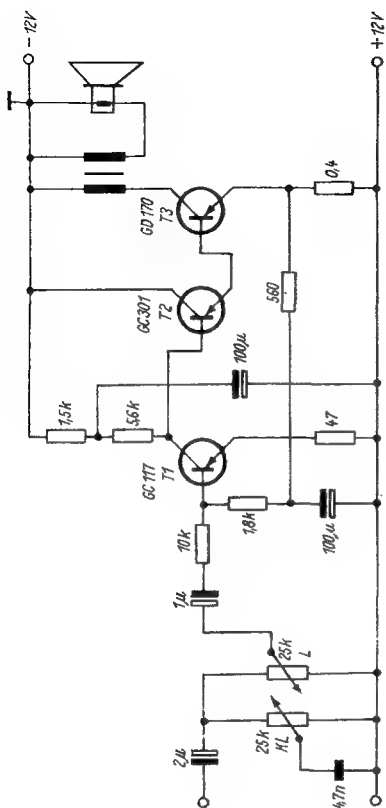 - 12V
GD170
T3
0,4
GC301
T2
560
1,5k
5,6k
100μ
GC117
T1
47
10k
1,8k
100μ
1μ
25k
L
2μ
25k
KL
4,7n
+12V